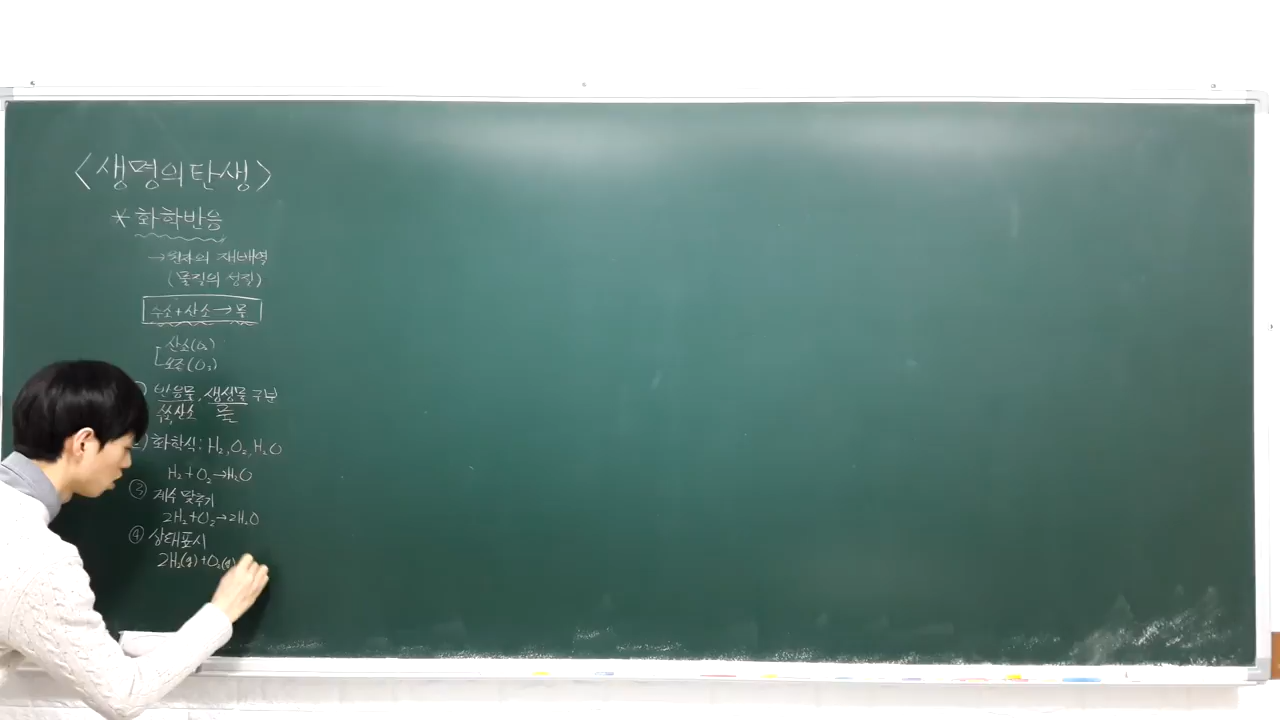 <생명의 탄생>
* 화학반응
→ 원자의 재배열
(물질의 성질)
수소+산소→물
산소(O₂)
오존(O₃)
반응물, 생성물 구분
수소,산소 물
화학식: H₂, O₂, H₂O
H₂+O₂→H₂O
③ 계수 맞추기
2H₂+O₂→2H₂O
④ 상태표시
2H₂(g)+O₂(g)